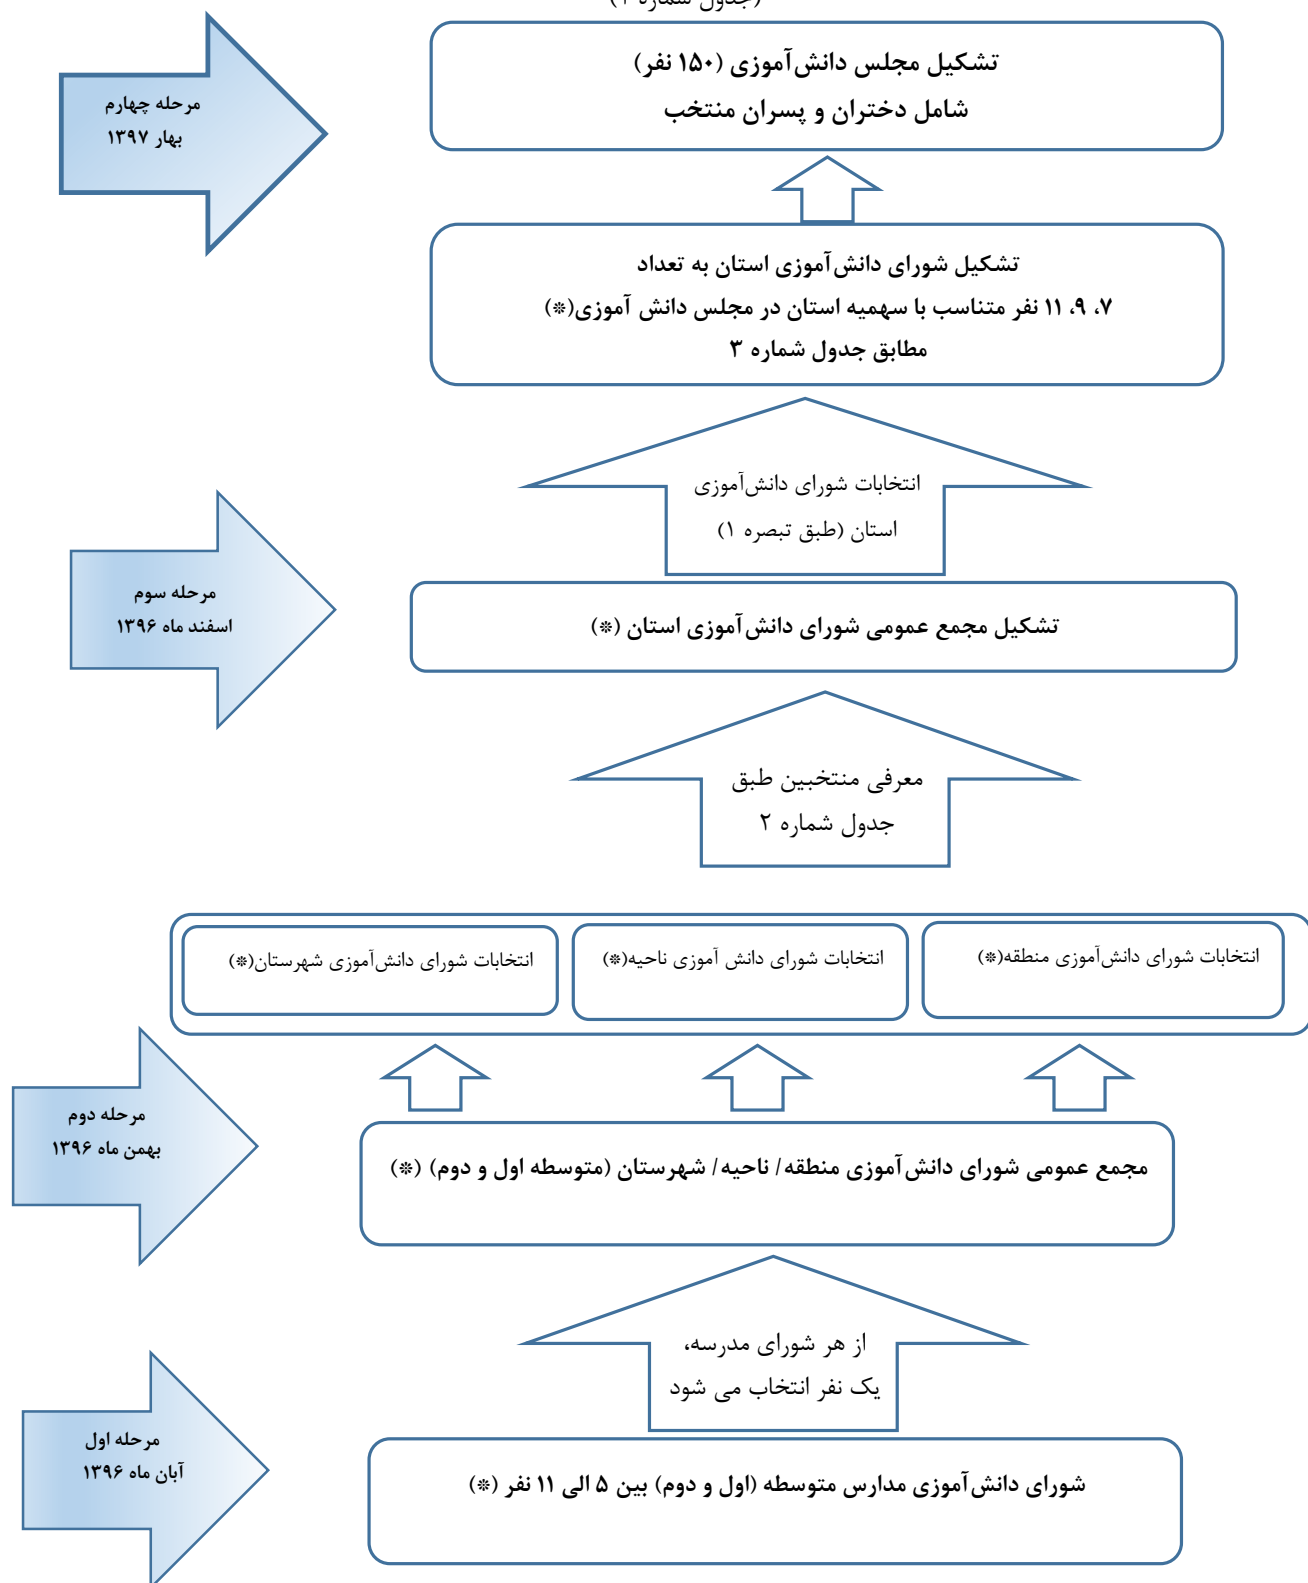 تشکیل مجلس دانش‌آموزی (۱۵۰ نفر)
شامل دختران و پسران منتخب
مرحله چهارم
بهار ۱۳۹۷
تشکیل شورای دانش‌آموزی استان به تعداد
۷، ۹، ۱۱ نفر متناسب با سهمیه استان در مجلس دانش آموزی(*)
مطابق جدول شماره ۳
انتخابات شورای دانش‌آموزی
استان (طبق تبصره ۱)
مرحله سوم
اسفند ماه ۱۳۹۶
تشکیل مجمع عمومی شورای دانش‌آموزی استان (*)
معرفی منتخبین طبق
جدول شماره ۲
انتخابات شورای دانش‌آموزی منطقه(*)
انتخابات شورای دانش آموزی ناحیه(*)
انتخابات شورای دانش‌آموزی شهرستان(*)
مرحله دوم
بهمن ماه ۱۳۹۶
مجمع عمومی شورای دانش‌آموزی منطقه/ ناحیه/ شهرستان (متوسطه اول و دوم) (*)
از هر شورای مدرسه،
یک نفر انتخاب می شود
مرحله اول
آبان ماه ۱۳۹۶
شورای دانش‌آموزی مدارس متوسطه (اول و دوم) بین ۵ الی ۱۱ نفر (*)